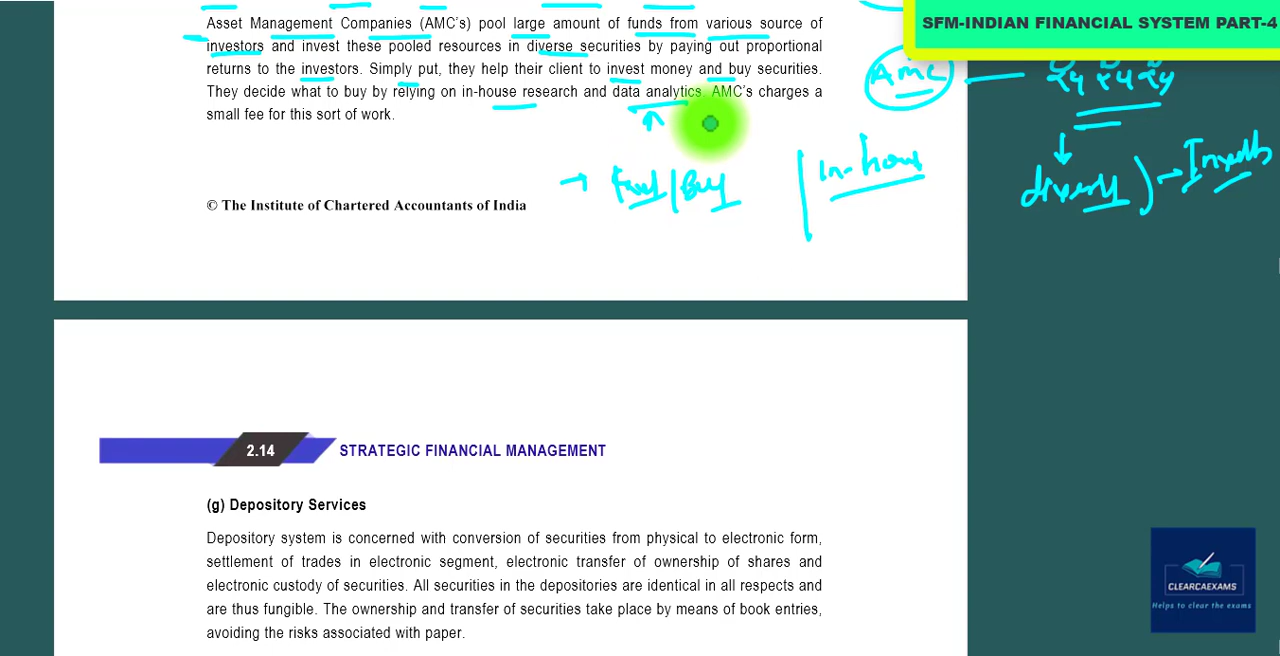 SFM-INDIAN FINANCIAL SYSTEM PART-4
Asset Management Companies (AMC's) pool large amount of funds from various source of
investors and invest these pooled resources in diverse securities by paying out proportional
returns to the investors. Simply put, they help their client to invest money and buy securities.
They decide what to buy by relying on in-house research and data analytics. AMC's charges a
small fee for this sort of work.
AMC
In-house
Buy
© The Institute of Chartered Accountants of India
2.14 STRATEGIC FINANCIAL MANAGEMENT
(g) Depository Services
Depository system is concerned with conversion of securities from physical to electronic form,
settlement of trades in electronic segment, electronic transfer of ownership of shares and
electronic custody of securities. All securities in the depositories are identical in all respects and
are thus fungible. The ownership and transfer of securities take place by means of book entries,
avoiding the risks associated with paper.
CLEARCAEXAMS
Helps to clear the exams